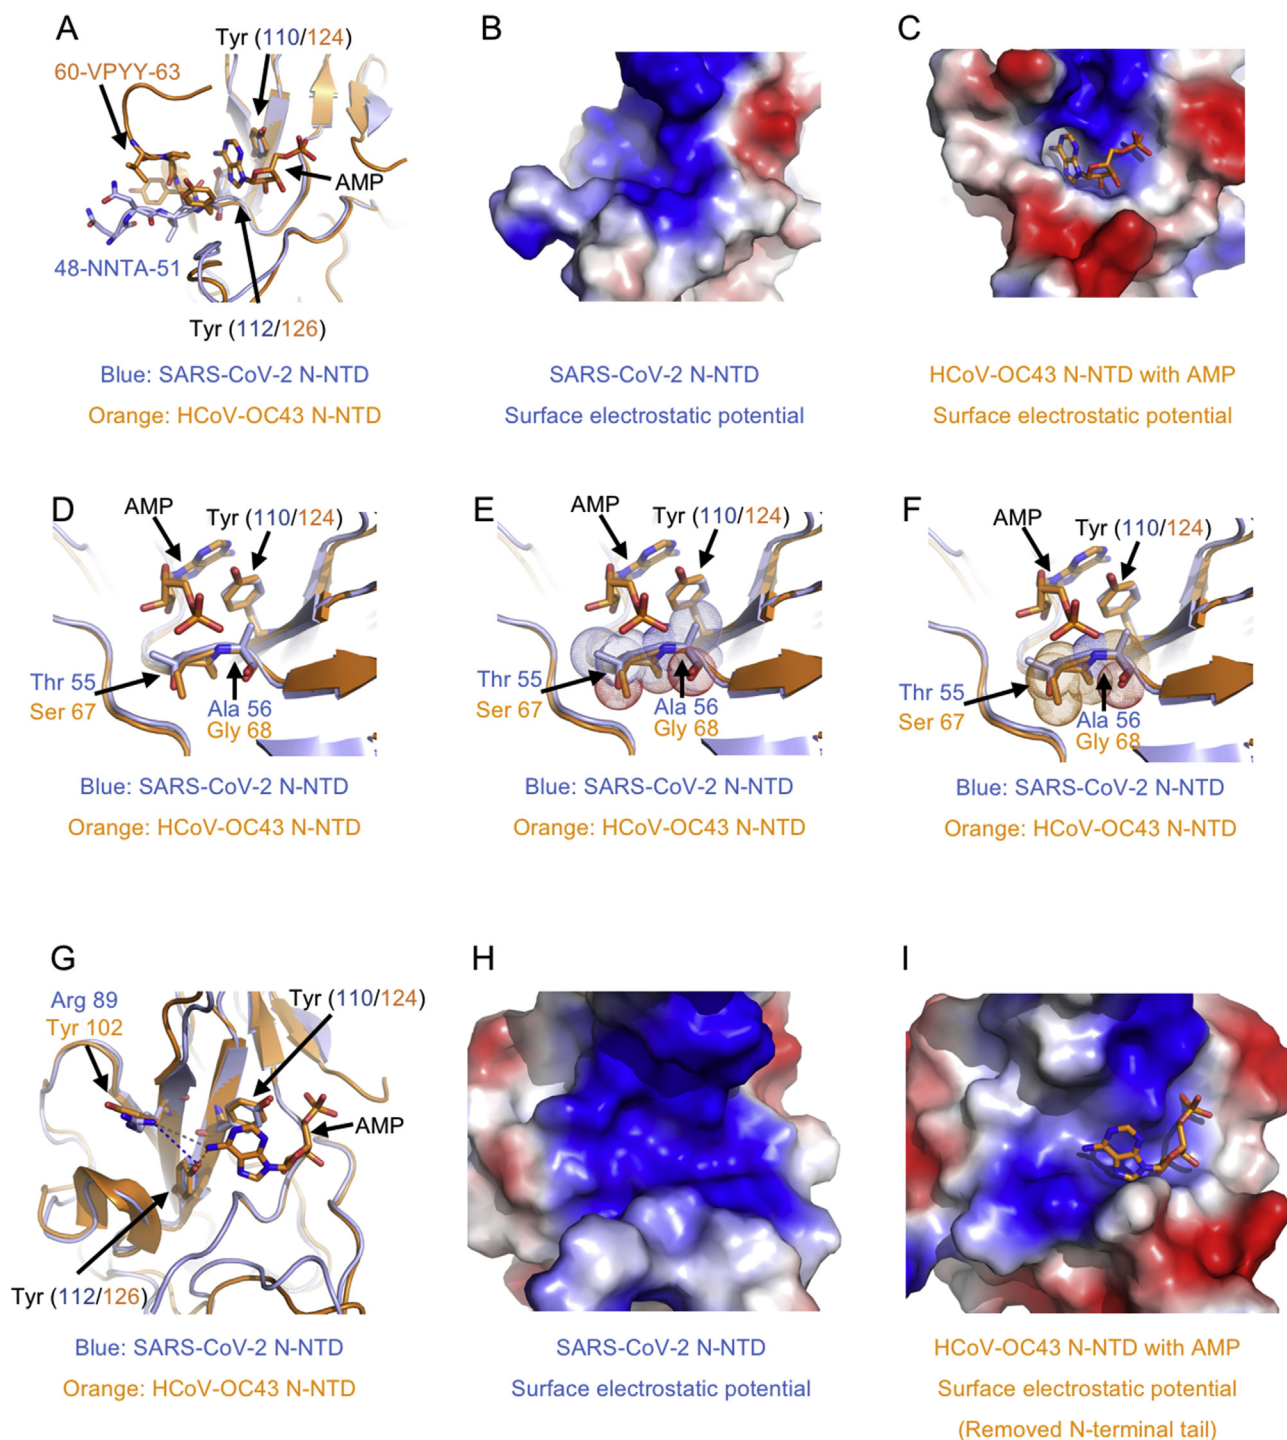 A
B
C
Tyr (110/124)
60-VPYY-63
AMP
48-NNTA-51
Tyr (112/126)
Blue: SARS-CoV-2 N-NTD
Orange: HCoV-OC43 N-NTD
SARS-CoV-2 N-NTD
Surface electrostatic potential
HCoV-OC43 N-NTD with AMP
Surface electrostatic potential
D
AMP
Tyr (110/124)
Thr 55
Ser 67
Ala 56
Gly 68
Blue: SARS-CoV-2 N-NTD
Orange: HCoV-OC43 N-NTD
E
AMP
Tyr (110/124)
Thr 55
Ser 67
Ala 56
Gly 68
Blue: SARS-CoV-2 N-NTD
Orange: HCoV-OC43 N-NTD
F
AMP
Tyr (110/124)
Thr 55
Ser 67
Ala 56
Gly 68
Blue: SARS-CoV-2 N-NTD
Orange: HCoV-OC43 N-NTD
G
Arg 89
Tyr 102
Tyr (110/124)
AMP
Tyr (112/126)
Blue: SARS-CoV-2 N-NTD
Orange: HCoV-OC43 N-NTD
H
SARS-CoV-2 N-NTD
Surface electrostatic potential
I
HCoV-OC43 N-NTD with AMP
Surface electrostatic potential
(Removed N-terminal tail)